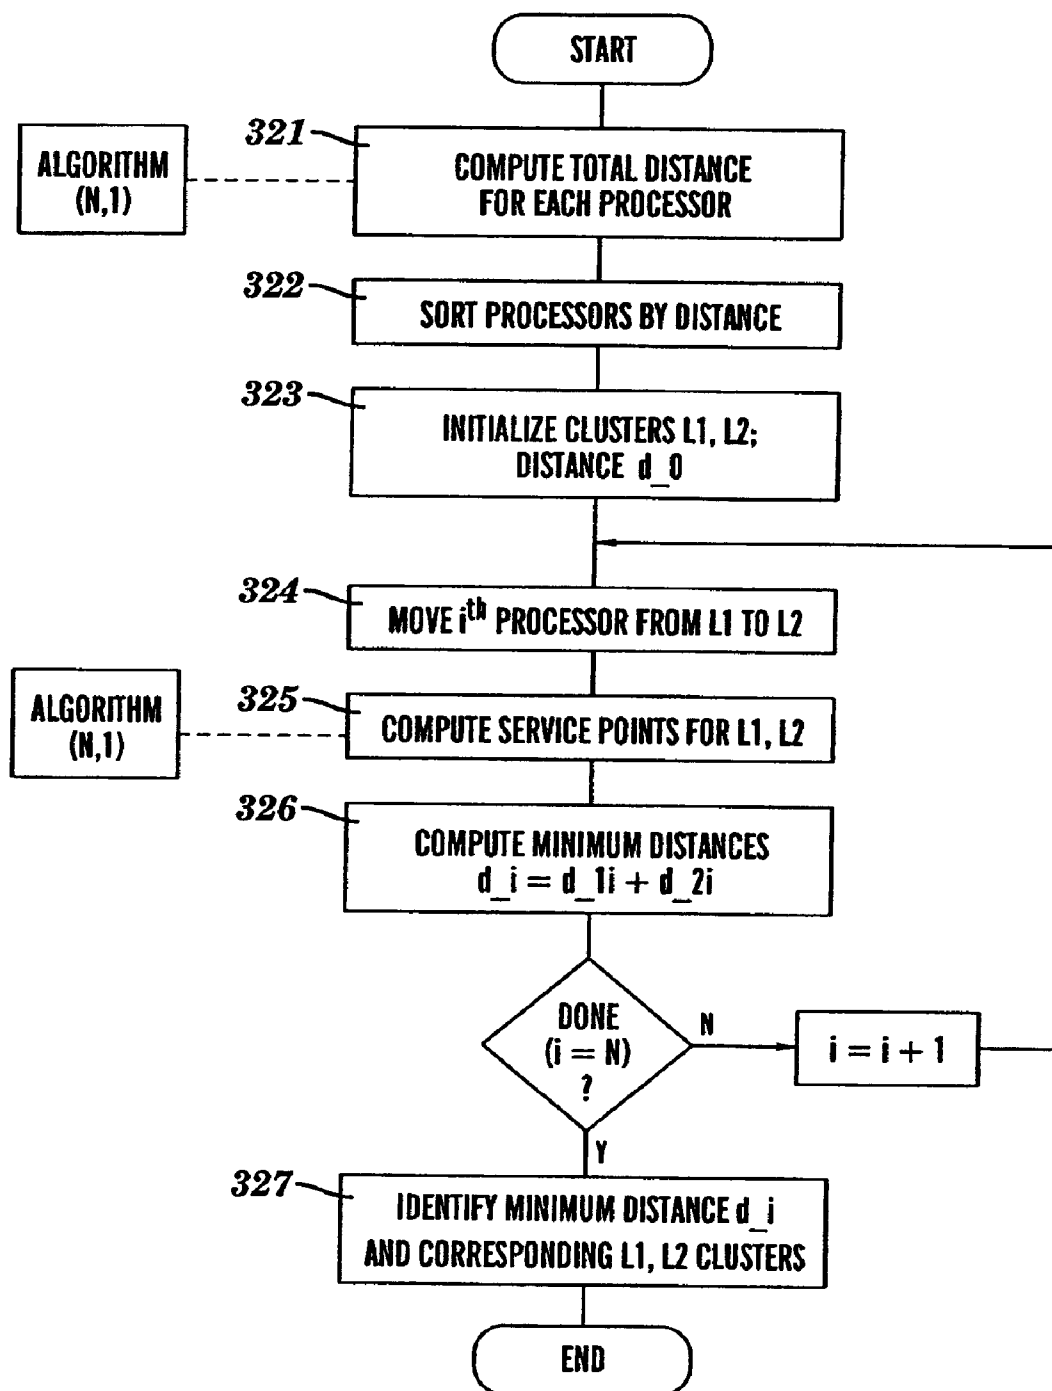 START
321
ALGORITHM
(N,1)
COMPUTE TOTAL DISTANCE
FOR EACH PROCESSOR
322
SORT PROCESSORS BY DISTANCE
323
INITIALIZE CLUSTERS L1, L2;
DISTANCE d_0
324
MOVE ith PROCESSOR FROM L1 TO L2
ALGORITHM
(N,1)
325
COMPUTE SERVICE POINTS FOR L1, L2
326
COMPUTE MINIMUM DISTANCES
d_i = d_1i + d_2i
DONE
(i = N)
?
N
i = i + 1
Y
327
IDENTIFY MINIMUM DISTANCE d_i
AND CORRESPONDING L1, L2 CLUSTERS
END